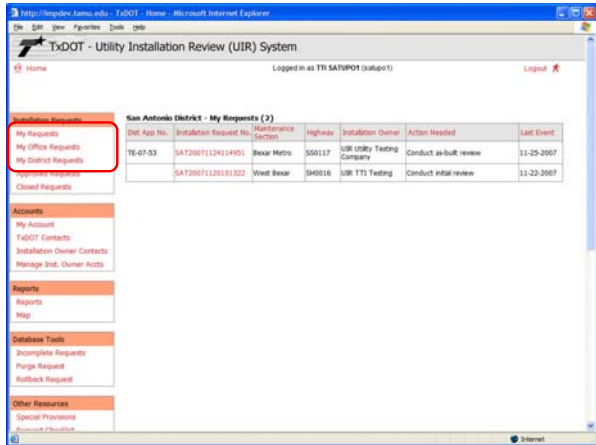 http://impdev.tamu.edu - TxDOT - Home - Microsoft Internet Explorer
File Edit View Favorites Tools Help
TxDOT - Utility Installation Review (UIR) System
Home
Logged in as TTI SATUPO1 (satupo1)
Logout
Installation Requests
My Requests
My Office Requests
My District Requests
Approved Requests
Closed Requests
Accounts
My Account
TxDOT Contacts
Installation Owner Contacts
Manage Inst. Owner Accts
Reports
Reports
Map
Database Tools
Incomplete Requests
Purge Request
Rollback Request
Other Resources
Special Provisions
Request Checklist
San Antonio District - My Requests (2)
Dist App No. Installation Request No. Maintenance Section Highway Installation Owner Action Needed Last Event
TE-07-53 SAT20071124114951 Bexar Metro SS0117 UIR Utility Testing Company Conduct as-built review 11-25-2007
SAT20071120101322 West Bexar SH0016 UIR TTI Testing Conduct initial review 11-22-2007
Internet